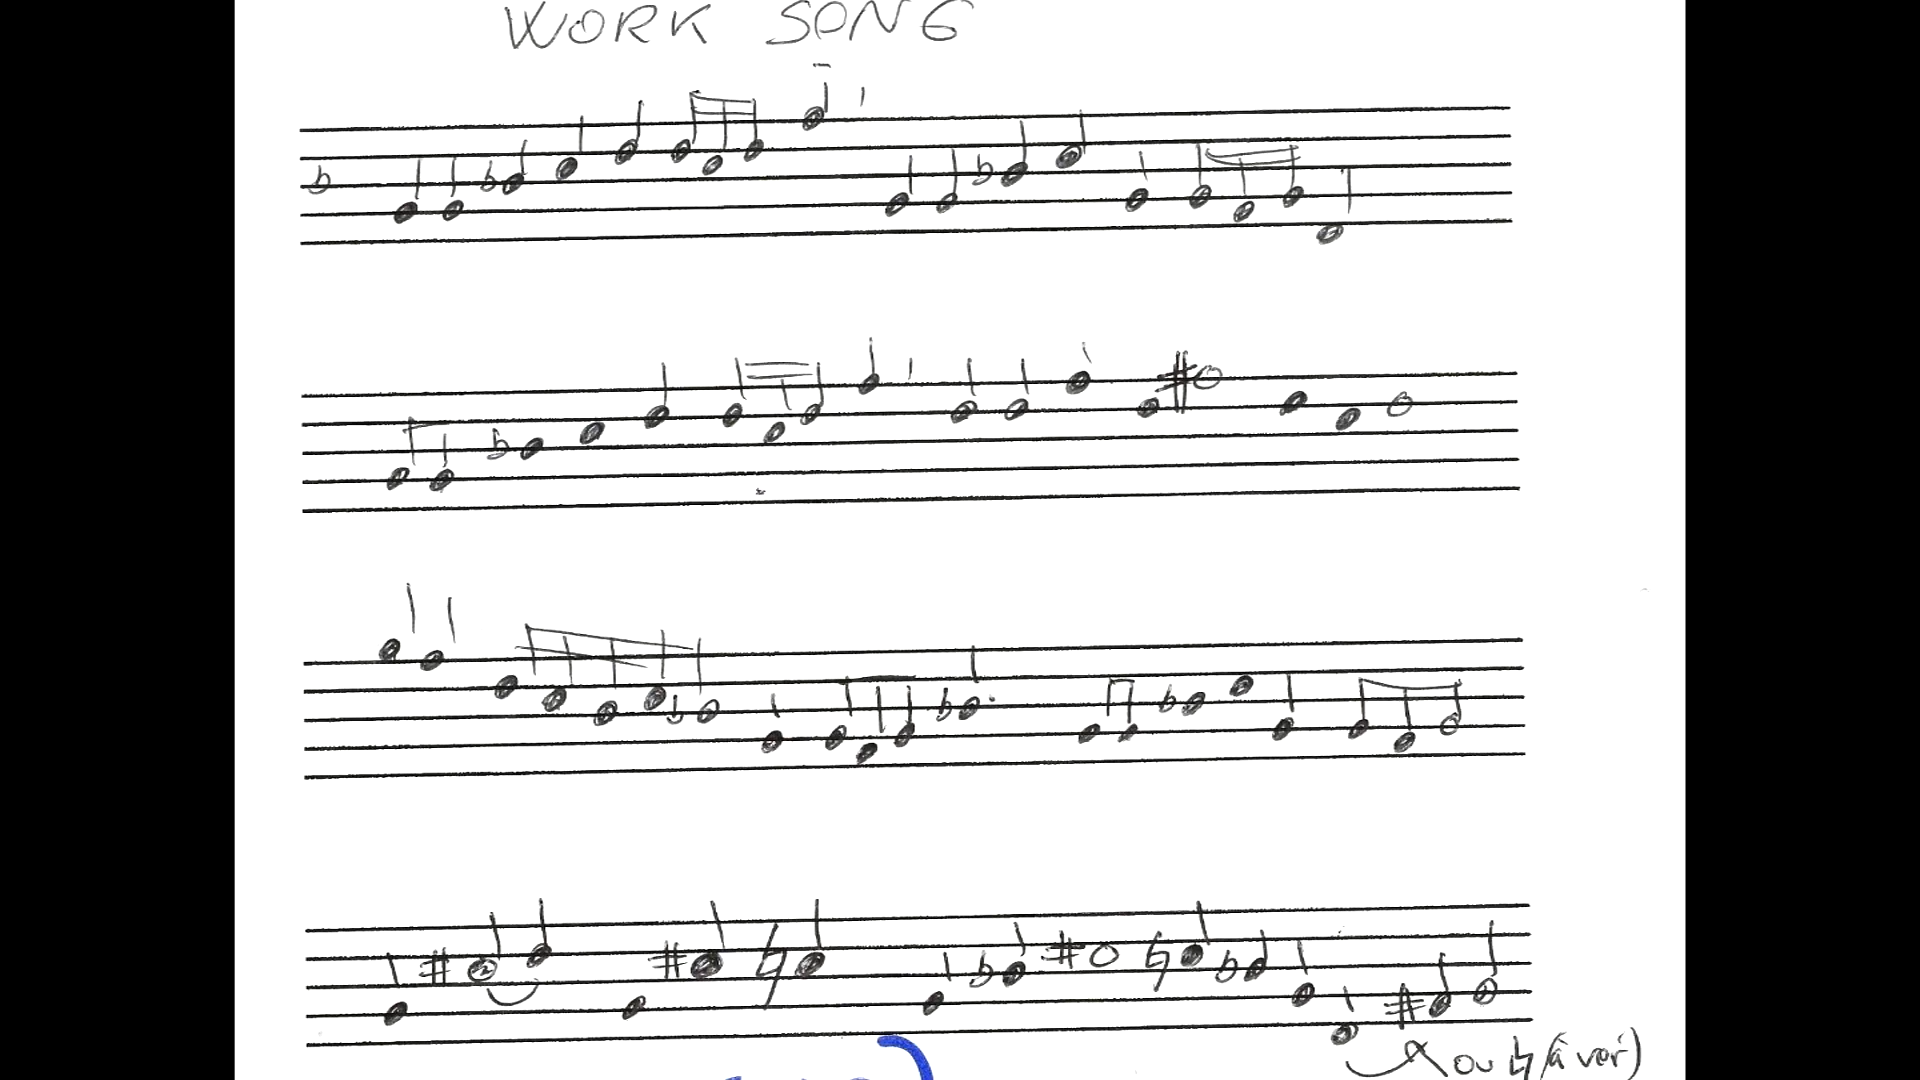 WORK SONG
ou ♮ (à voir)